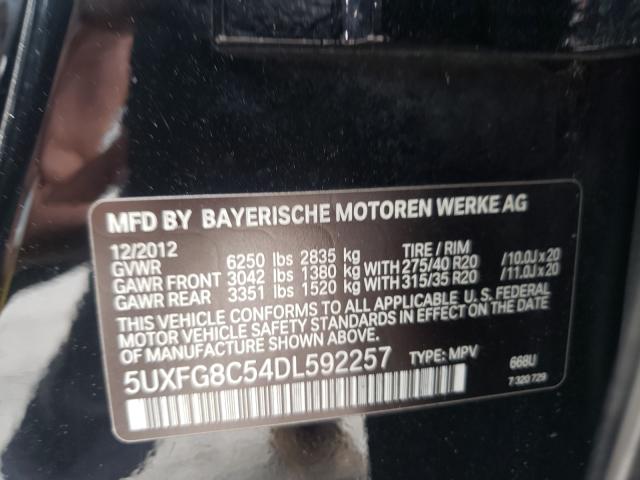 MFD BY BAYERISCHE MOTOREN WERKE AG
12/2012 TIRE / RIM
GVWR 6250 lbs 2835 kg
GAWR FRONT 3042 lbs 1380 kg WITH 275/40 R20 /10.0J x 20
GAWR REAR 3351 lbs 1520 kg WITH 315/35 R20 /11.0J x 20
THIS VEHICLE CONFORMS TO ALL APPLICABLE U.S. FEDERAL
MOTOR VEHICLE SAFETY STANDARDS IN EFFECT ON THE DATE
OF MANUFACTURE SHOWN ABOVE.
5UXFG8C54DL592257 TYPE: MPV 668U
7 320 729